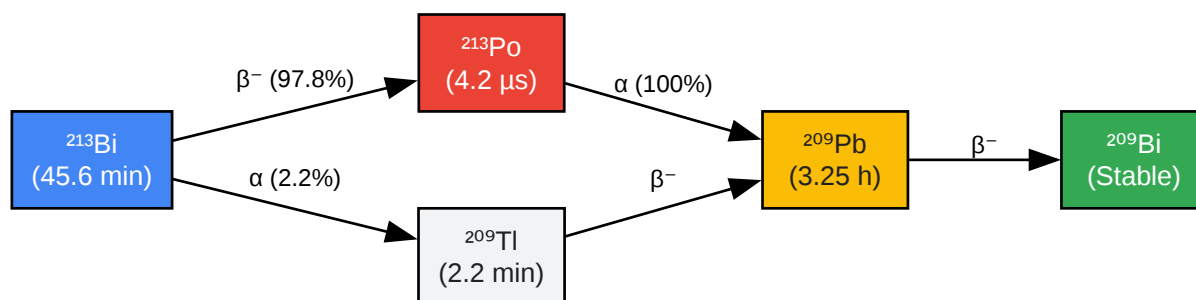 ²¹³Po
(4.2 µs)
β⁻ (97.8%)
α (100%)
²¹³Bi
(45.6 min)
²⁰⁹Pb
(3.25 h)
β⁻
²⁰⁹Bi
(Stable)
α (2.2%)
β⁻
²⁰⁹Tl
(2.2 min)